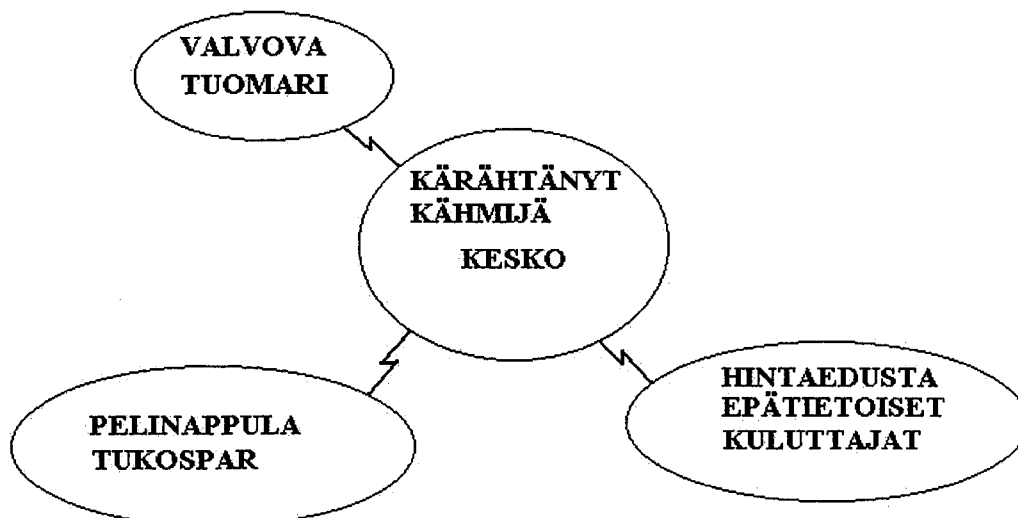 VALVOVA
TUOMARI
KÄRÄHTÄNYT
KÄHMIJÄ
KESKO
PELINAPPULA
TUKOSPAR
HINTAEDUSTA
EPÄTIETOISET
KULUTTAJAT